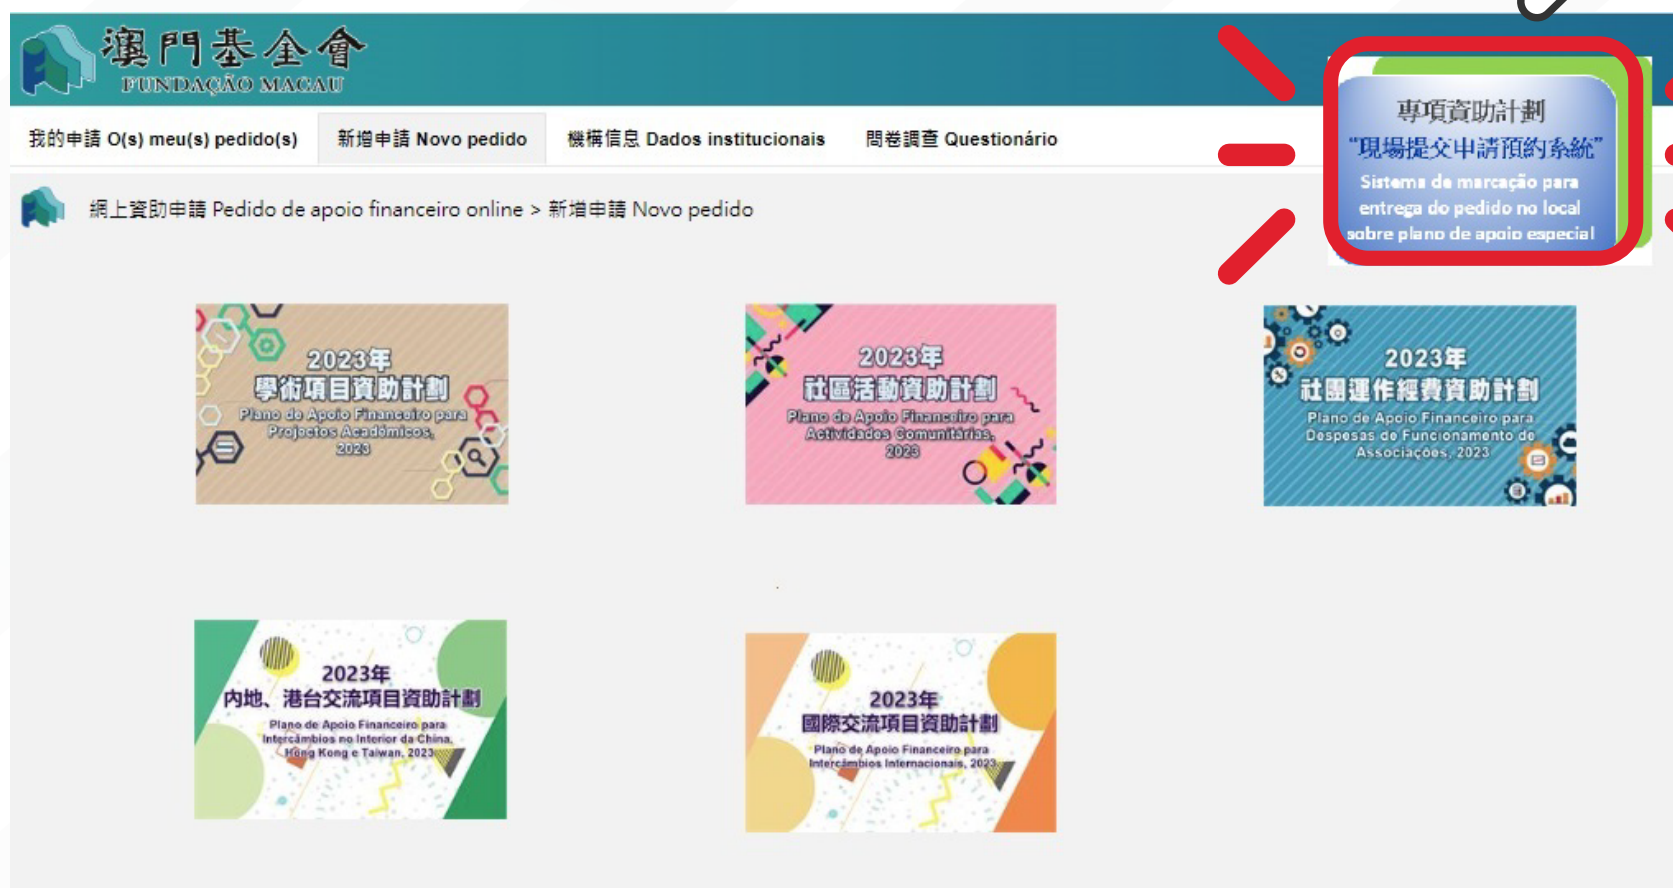 澳門基金會
FUNDAÇÃO MACAU
專項資助計劃
“現場提交申請預約系統”
Sistema de marcação para
entrega do pedido no local
sobre plano de apoio especial
我的申請 O(s) meu(s) pedido(s) 新增申請 Novo pedido 機構信息 Dados institucionais 問卷調查 Questionário
網上資助申請 Pedido de apoio financeiro online > 新增申請 Novo pedido
2023年
學術項目資助計劃
Plano de Apoio Financeiro para
Projectos Académicos,
2023
2023年
社區活動資助計劃
Plano de Apoio Financeiro para
Actividades Comunitárias,
2023
2023年
社團運作經費資助計劃
Plano de Apoio Financeiro para
Despesas de Funcionamento de
Associações, 2023
2023年
內地、港台交流項目資助計劃
Plano de Apoio Financeiro para
Intercâmbios no Interior da China,
Hong Kong e Taiwan, 2023
2023年
國際交流項目資助計劃
Plano de Apoio Financeiro para
Intercâmbios Internacionais, 2023